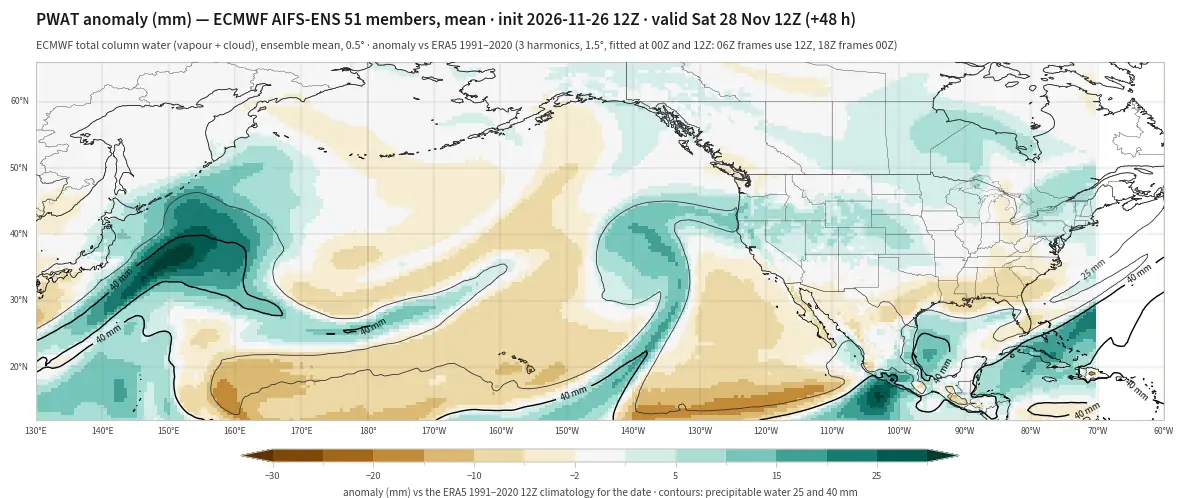 PWAT anomaly (mm) — ECMWF AIFS-ENS 51 members, mean · init 2026-11-26 12Z · valid Sat 28 Nov 12Z (+48 h)
ECMWF total column water (vapour + cloud), ensemble mean, 0.5° · anomaly vs ERA5 1991–2020 (3 harmonics, 1.5°, fitted at 00Z and 12Z: 06Z frames use 12Z, 18Z frames 00Z)
60°N
50°N
40°N
30°N
20°N
40 mm
40 mm
40 mm
40 mm
40 mm
25 mm
40 mm
40 mm
40 mm
130°E 140°E 150°E 160°E 170°E 180° 170°W 160°W 150°W 140°W 130°W 120°W 110°W 100°W 90°W 80°W 70°W 60°W
−30 −20 −10 −2 5 15 25
anomaly (mm) vs the ERA5 1991–2020 12Z climatology for the date · contours: precipitable water 25 and 40 mm